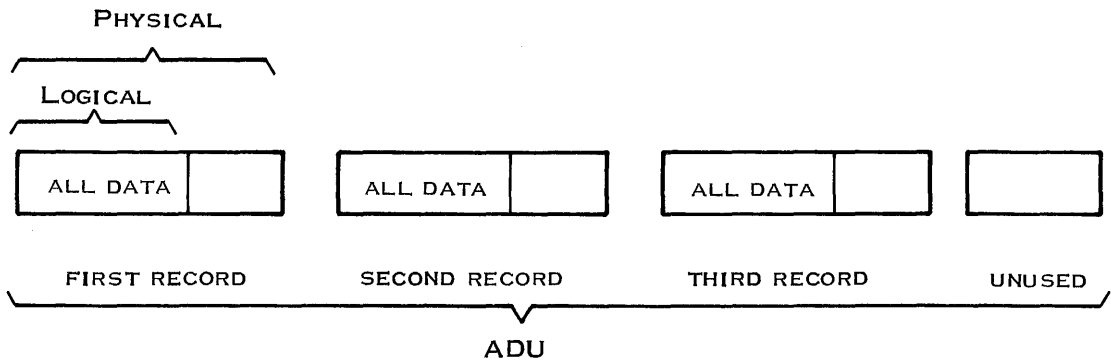 PHYSICAL
LOGICAL
ALL DATA ALL DATA ALL DATA
FIRST RECORD SECOND RECORD THIRD RECORD UNUSED
ADU